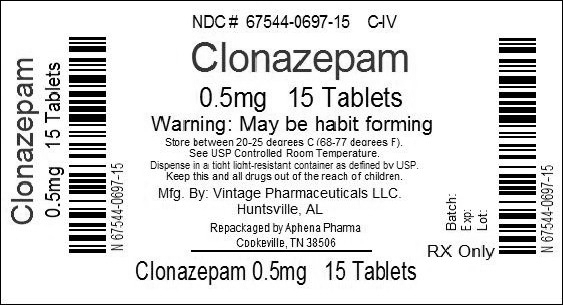 NDC # 67544-0697-15 C-IV
Clonazepam
0.5mg 15 Tablets
Warning: May be habit forming
Store between 20-25 degrees C (68-77 degrees F).
See USP Controlled Room Temperature.
Dispense in a tight light-resistant container as defined by USP.
Keep this and all drugs out of the reach of children.
Mfg. By: Vintage Pharmaceuticals LLC.
Huntsville, AL
Repackaged by Aphena Pharma
Cookeville, TN 38506
Clonazepam 0.5mg 15 Tablets
Clonazepam
0.5mg 15 Tablets
N 67544-0697-15
Batch:
Exp:
Lot:
RX Only
N 67544-0697-15